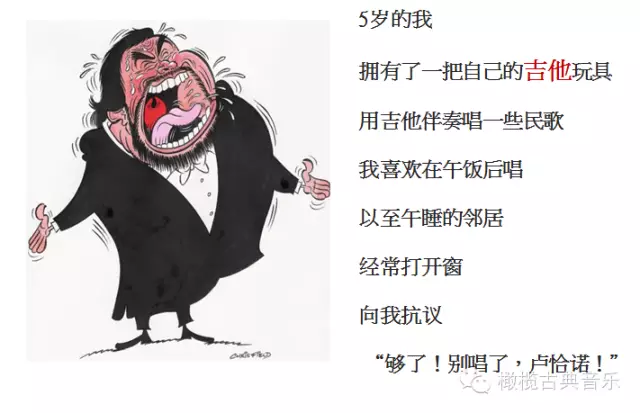 5岁的我
拥有了一把自己的吉他玩具
用吉他伴奏唱一些民歌
我喜欢在午饭后唱
以至午睡的邻居
经常打开窗
向我抗议
“够了！别唱了，卢恰诺！”
橄榄古典音乐